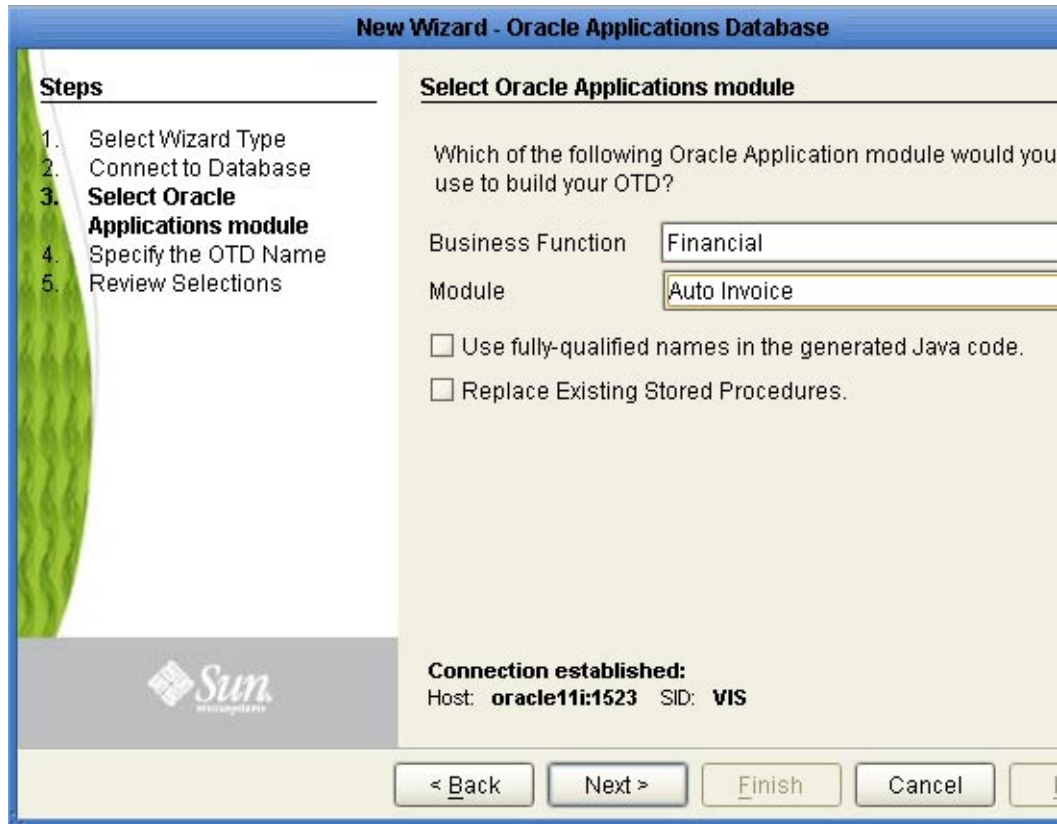 New Wizard - Oracle Applications Database
Steps
1. Select Wizard Type
2. Connect to Database
3. Select Oracle
Applications module
4. Specify the OTD Name
5. Review Selections
Select Oracle Applications module
Which of the following Oracle Application module would you
use to build your OTD?
Business Function Financial
Module Auto Invoice
Use fully-qualified names in the generated Java code.
Replace Existing Stored Procedures.
Sun
microsystems
Connection established:
Host: oracle11i:1523 SID: VIS
< Back Next > Finish Cancel